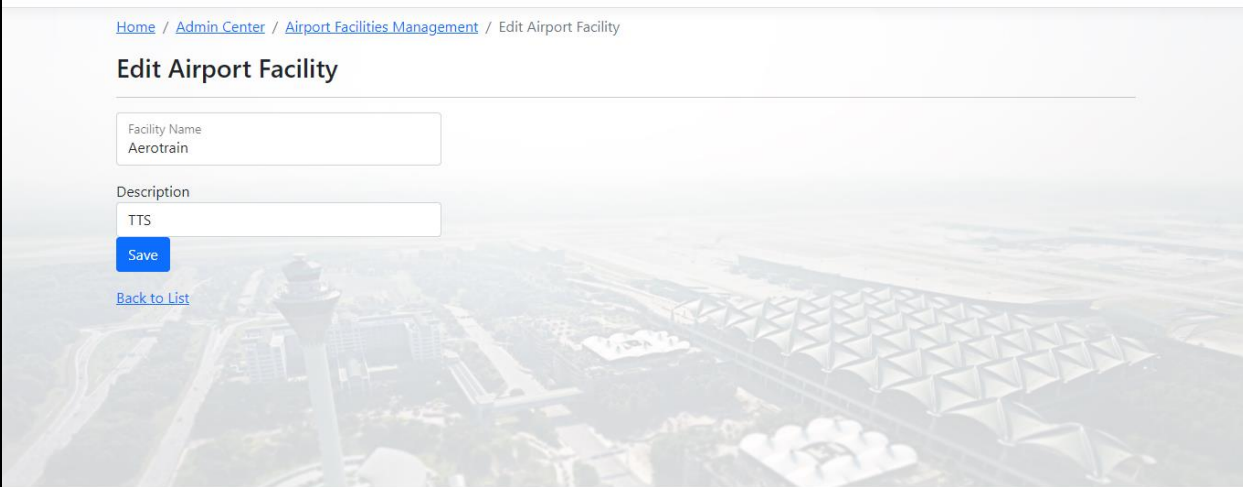 Home / Admin Center / Airport Facilities Management / Edit Airport Facility
Edit Airport Facility
Facility Name
Aerotrain
Description
TTS
Save
Back to List